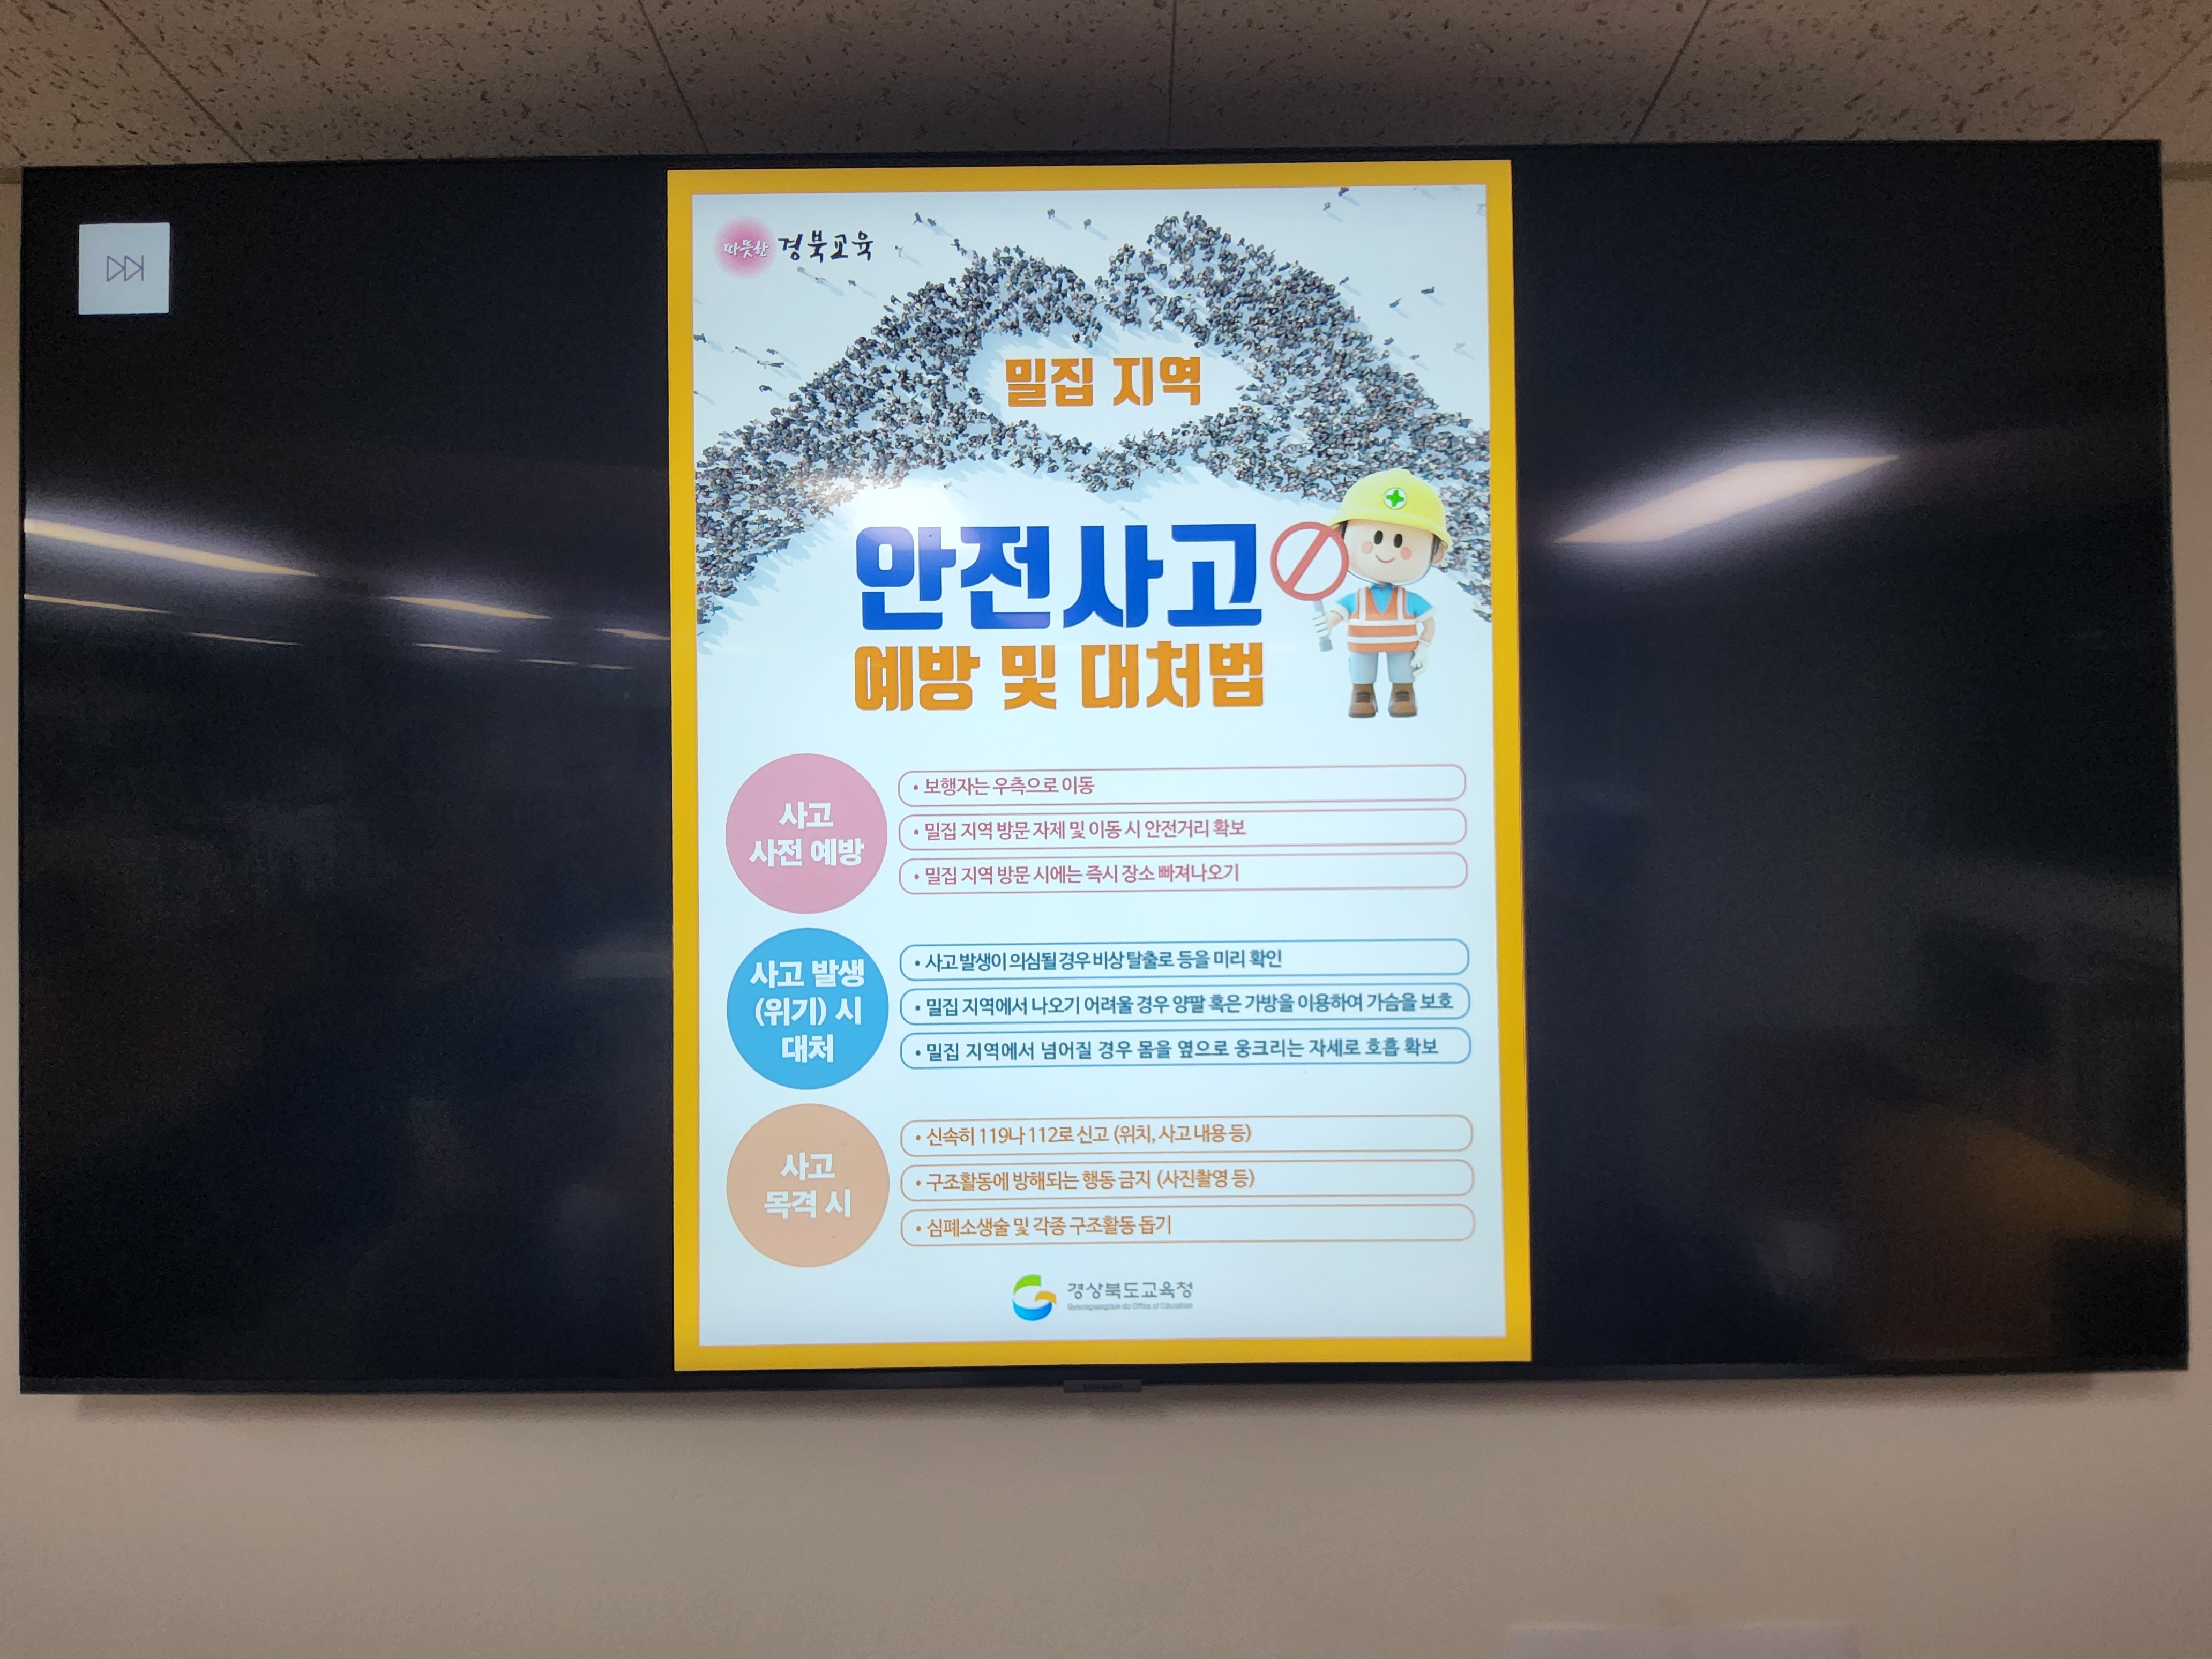 따뜻한 경북교육
밀집 지역
안전사고
예방 및 대처법
사고
사전 예방
• 보행자는 우측으로 이동
• 밀집 지역 방문 자제 및 이동 시 안전거리 확보
• 밀집 지역 방문 시에는 즉시 장소 빠져나오기
사고 발생
(위기) 시
대처
• 사고 발생이 의심될 경우 비상 탈출로 등을 미리 확인
• 밀집 지역에서 나오기 어려울 경우 양팔 혹은 가방을 이용하여 가슴을 보호
• 밀집 지역에서 넘어질 경우 몸을 옆으로 웅크리는 자세로 호흡 확보
사고
목격 시
• 신속히 119나 112로 신고 (위치, 사고 내용 등)
• 구조활동에 방해되는 행동 금지 (사진촬영 등)
• 심폐소생술 및 각종 구조활동 돕기
경상북도교육청
Gyeongsangbuk-do Office of Education